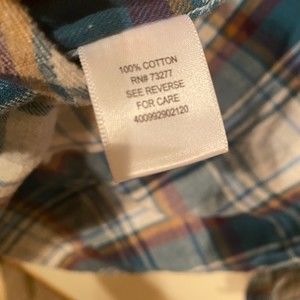 100% COTTON
RN# 73277
SEE REVERSE
FOR CARE
400992902120